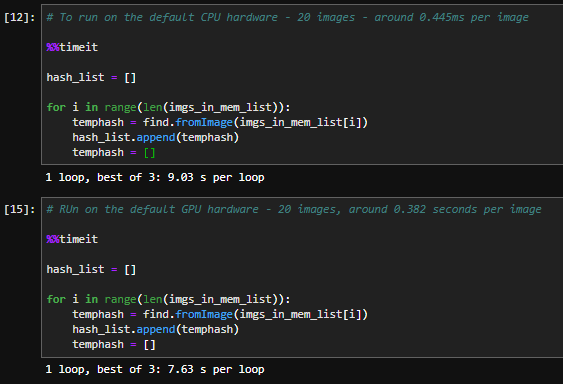 [12]: # To run on the default CPU hardware - 20 images - around 0.445ms per image
%%timeit
hash_list = []
for i in range(len(imgs_in_mem_list)):
temphash = find.fromImage(imgs_in_mem_list[i])
hash_list.append(temphash)
temphash = []
1 loop, best of 3: 9.03 s per loop
[15]: # RUn on the default GPU hardware - 20 images, around 0.382 seconds per image
%%timeit
hash_list = []
for i in range(len(imgs_in_mem_list)):
temphash = find.fromImage(imgs_in_mem_list[i])
hash_list.append(temphash)
temphash = []
1 loop, best of 3: 7.63 s per loop